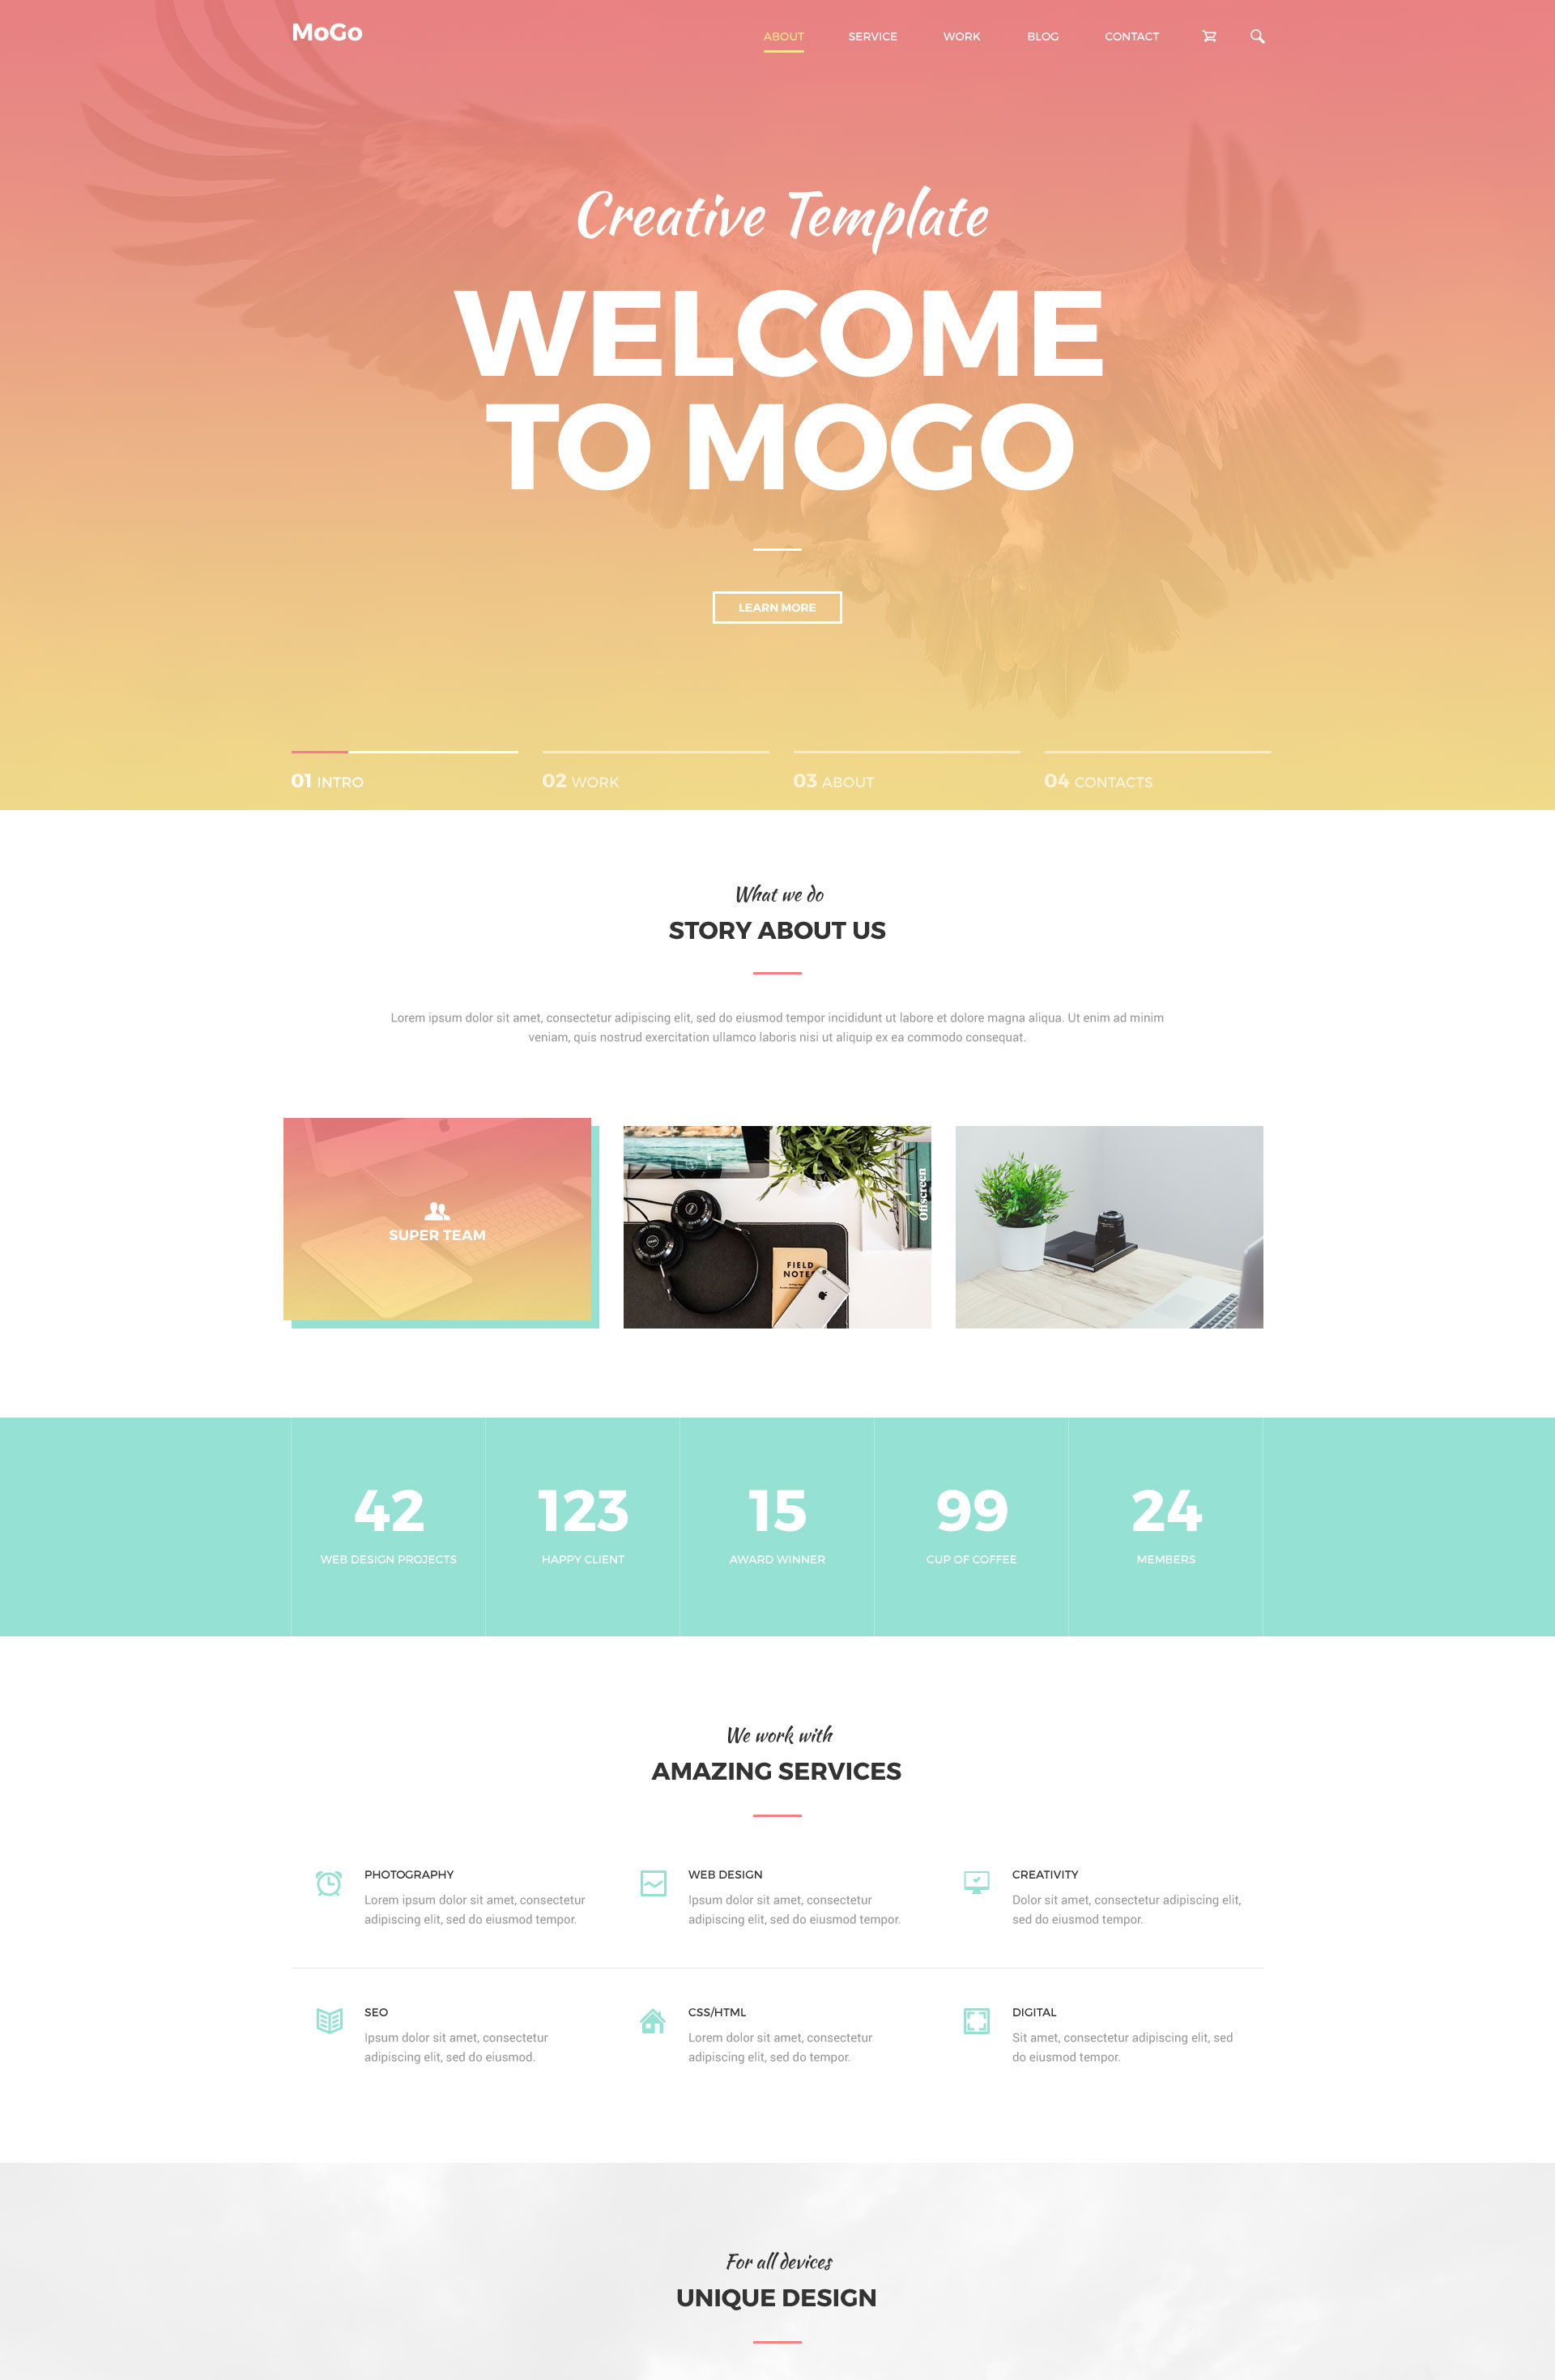 MoGo
ABOUT SERVICE WORK BLOG CONTACT
Creative Template
WELCOME
TO MOGO
LEARN MORE
01 INTRO
02 WORK
03 ABOUT
04 CONTACTS
What we do
STORY ABOUT US
Lorem ipsum dolor sit amet, consectetur adipiscing elit, sed do eiusmod tempor incididunt ut labore et dolore magna aliqua. Ut enim ad minim
veniam, quis nostrud exercitation ullamco laboris nisi ut aliquip ex ea commodo consequat.
SUPER TEAM
Offscreen
FIELD
NOTES
42
WEB DESIGN PROJECTS
123
HAPPY CLIENT
15
AWARD WINNER
99
CUP OF COFFEE
24
MEMBERS
We work with
AMAZING SERVICES
PHOTOGRAPHY
Lorem ipsum dolor sit amet, consectetur
adipiscing elit, sed do eiusmod tempor.
WEB DESIGN
Ipsum dolor sit amet, consectetur
adipiscing elit, sed do eiusmod tempor.
CREATIVITY
Dolor sit amet, consectetur adipiscing elit,
sed do eiusmod tempor.
SEO
Ipsum dolor sit amet, consectetur
adipiscing elit, sed do eiusmod.
CSS/HTML
Lorem dolor sit amet, consectetur
adipiscing elit, sed do tempor.
DIGITAL
Sit amet, consectetur adipiscing elit, sed
do eiusmod tempor.
For all devices
UNIQUE DESIGN